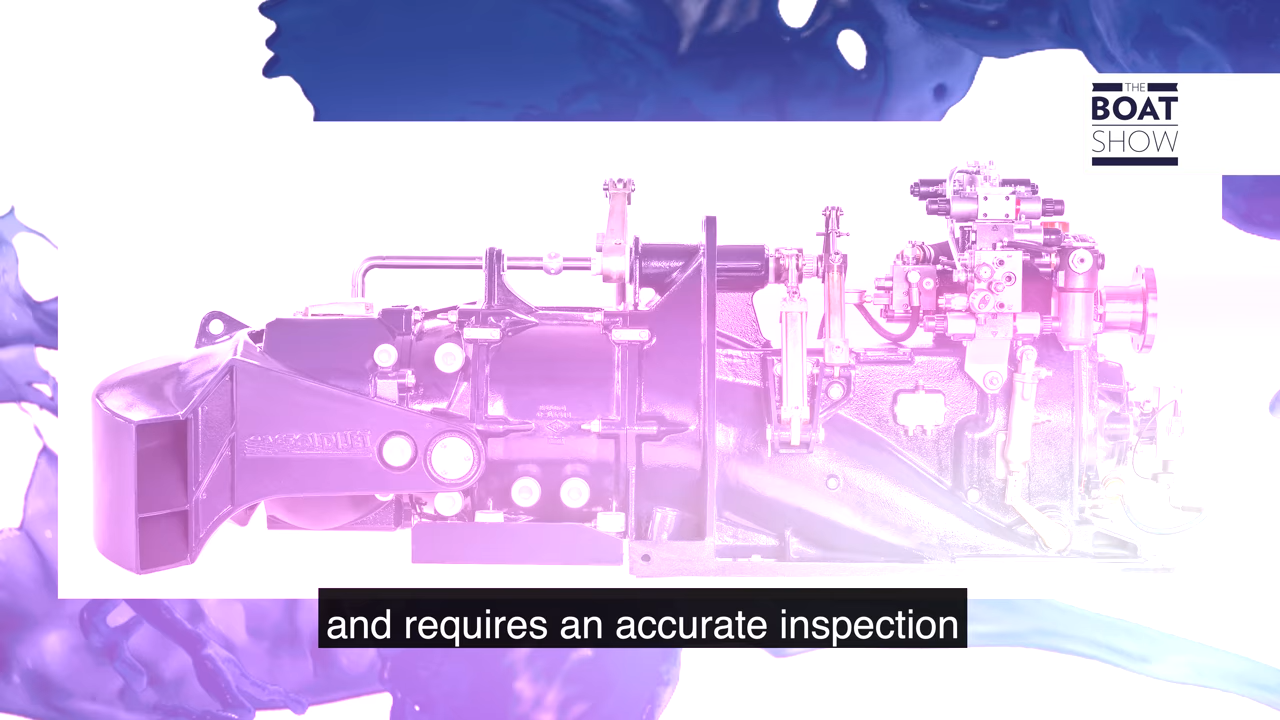 THE
BOAT
SHOW
and requires an accurate inspection